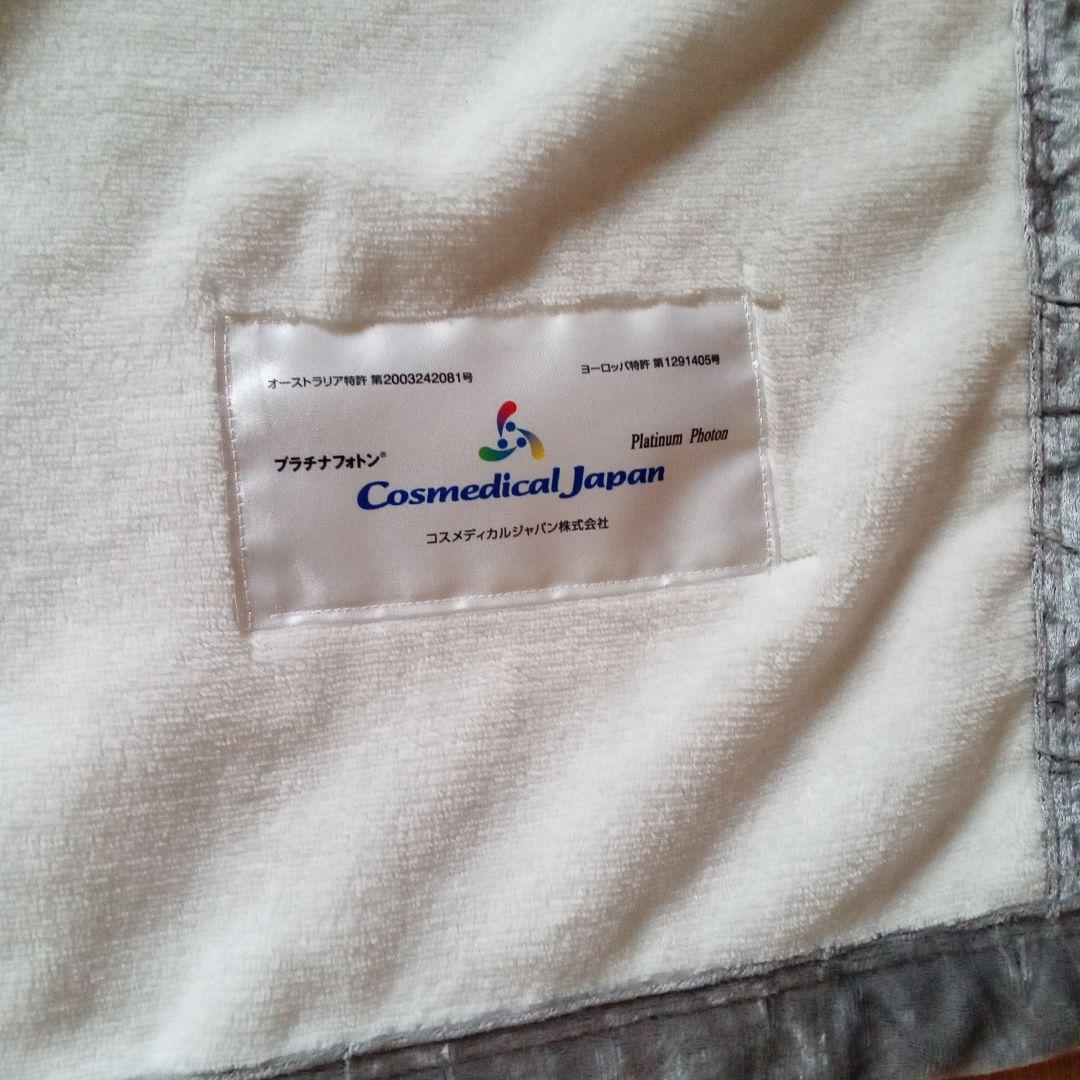 オーストラリア特許 第2003242081号
ヨーロッパ特許 第1291405号
プラチナフォトン®
Platinum Photon
Cosmedical Japan
コスメディカルジャパン株式会社